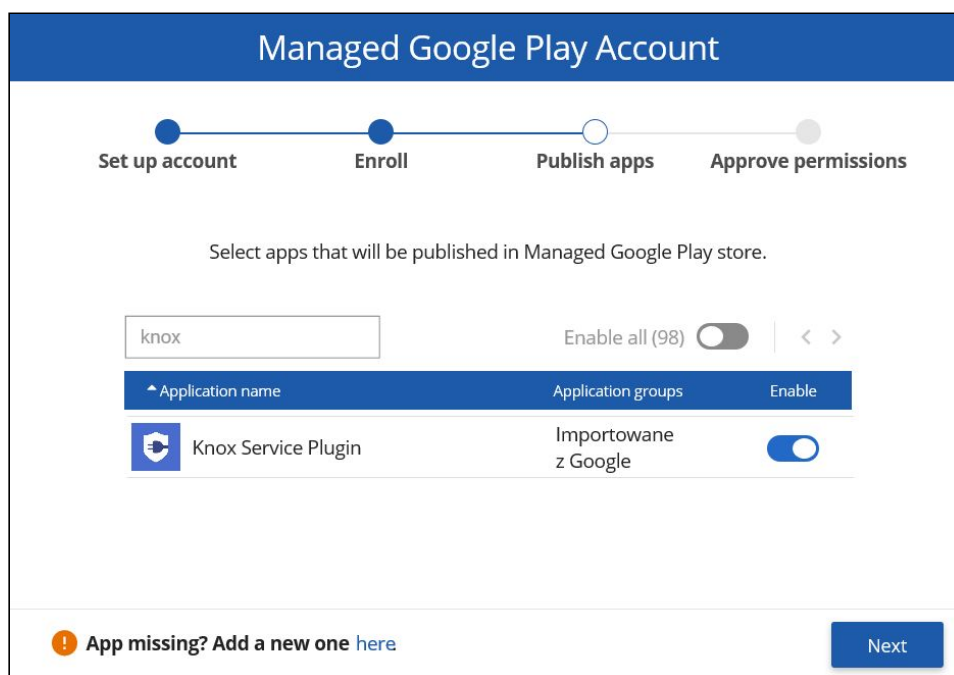 Managed Google Play Account
Set up account
Enroll
Publish apps
Approve permissions
Select apps that will be published in Managed Google Play store.
knox
Enable all (98)
Application name
Application groups
Enable
Knox Service Plugin
Importowane
z Google
! App missing? Add a new one here.
Next